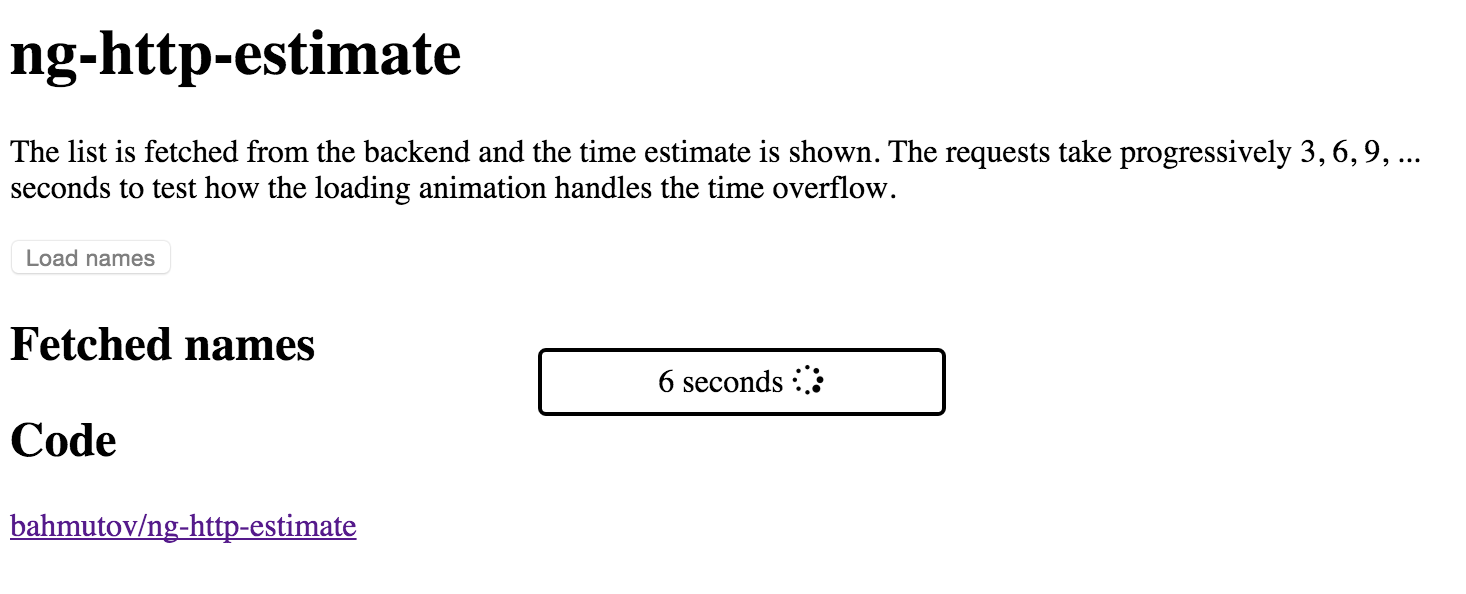 ng-http-estimate
The list is fetched from the backend and the time estimate is shown. The requests take progressively 3, 6, 9, ...
seconds to test how the loading animation handles the time overflow.
Load names
Fetched names
6 seconds
Code
bahmutov/ng-http-estimate